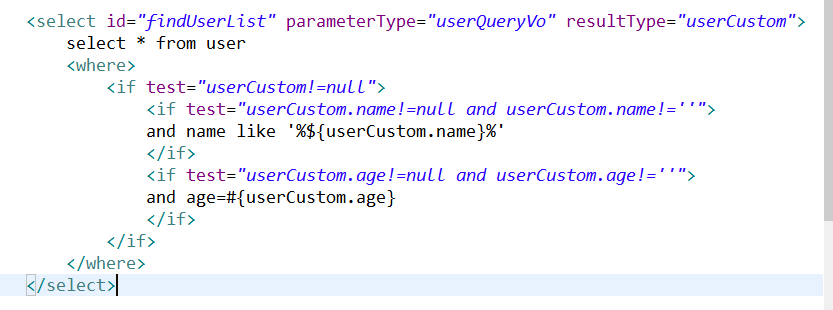 <select id="findUserList" parameterType="userQueryVo" resultType="userCustom">
    select * from user
    <where>
        <if test="userCustom!=null">
            <if test="userCustom.name!=null and userCustom.name!=''">
            and name like '%${userCustom.name}%'
            </if>
            <if test="userCustom.age!=null and userCustom.age!=''">
            and age=#{userCustom.age}
            </if>
        </if>
    </where>
</select>